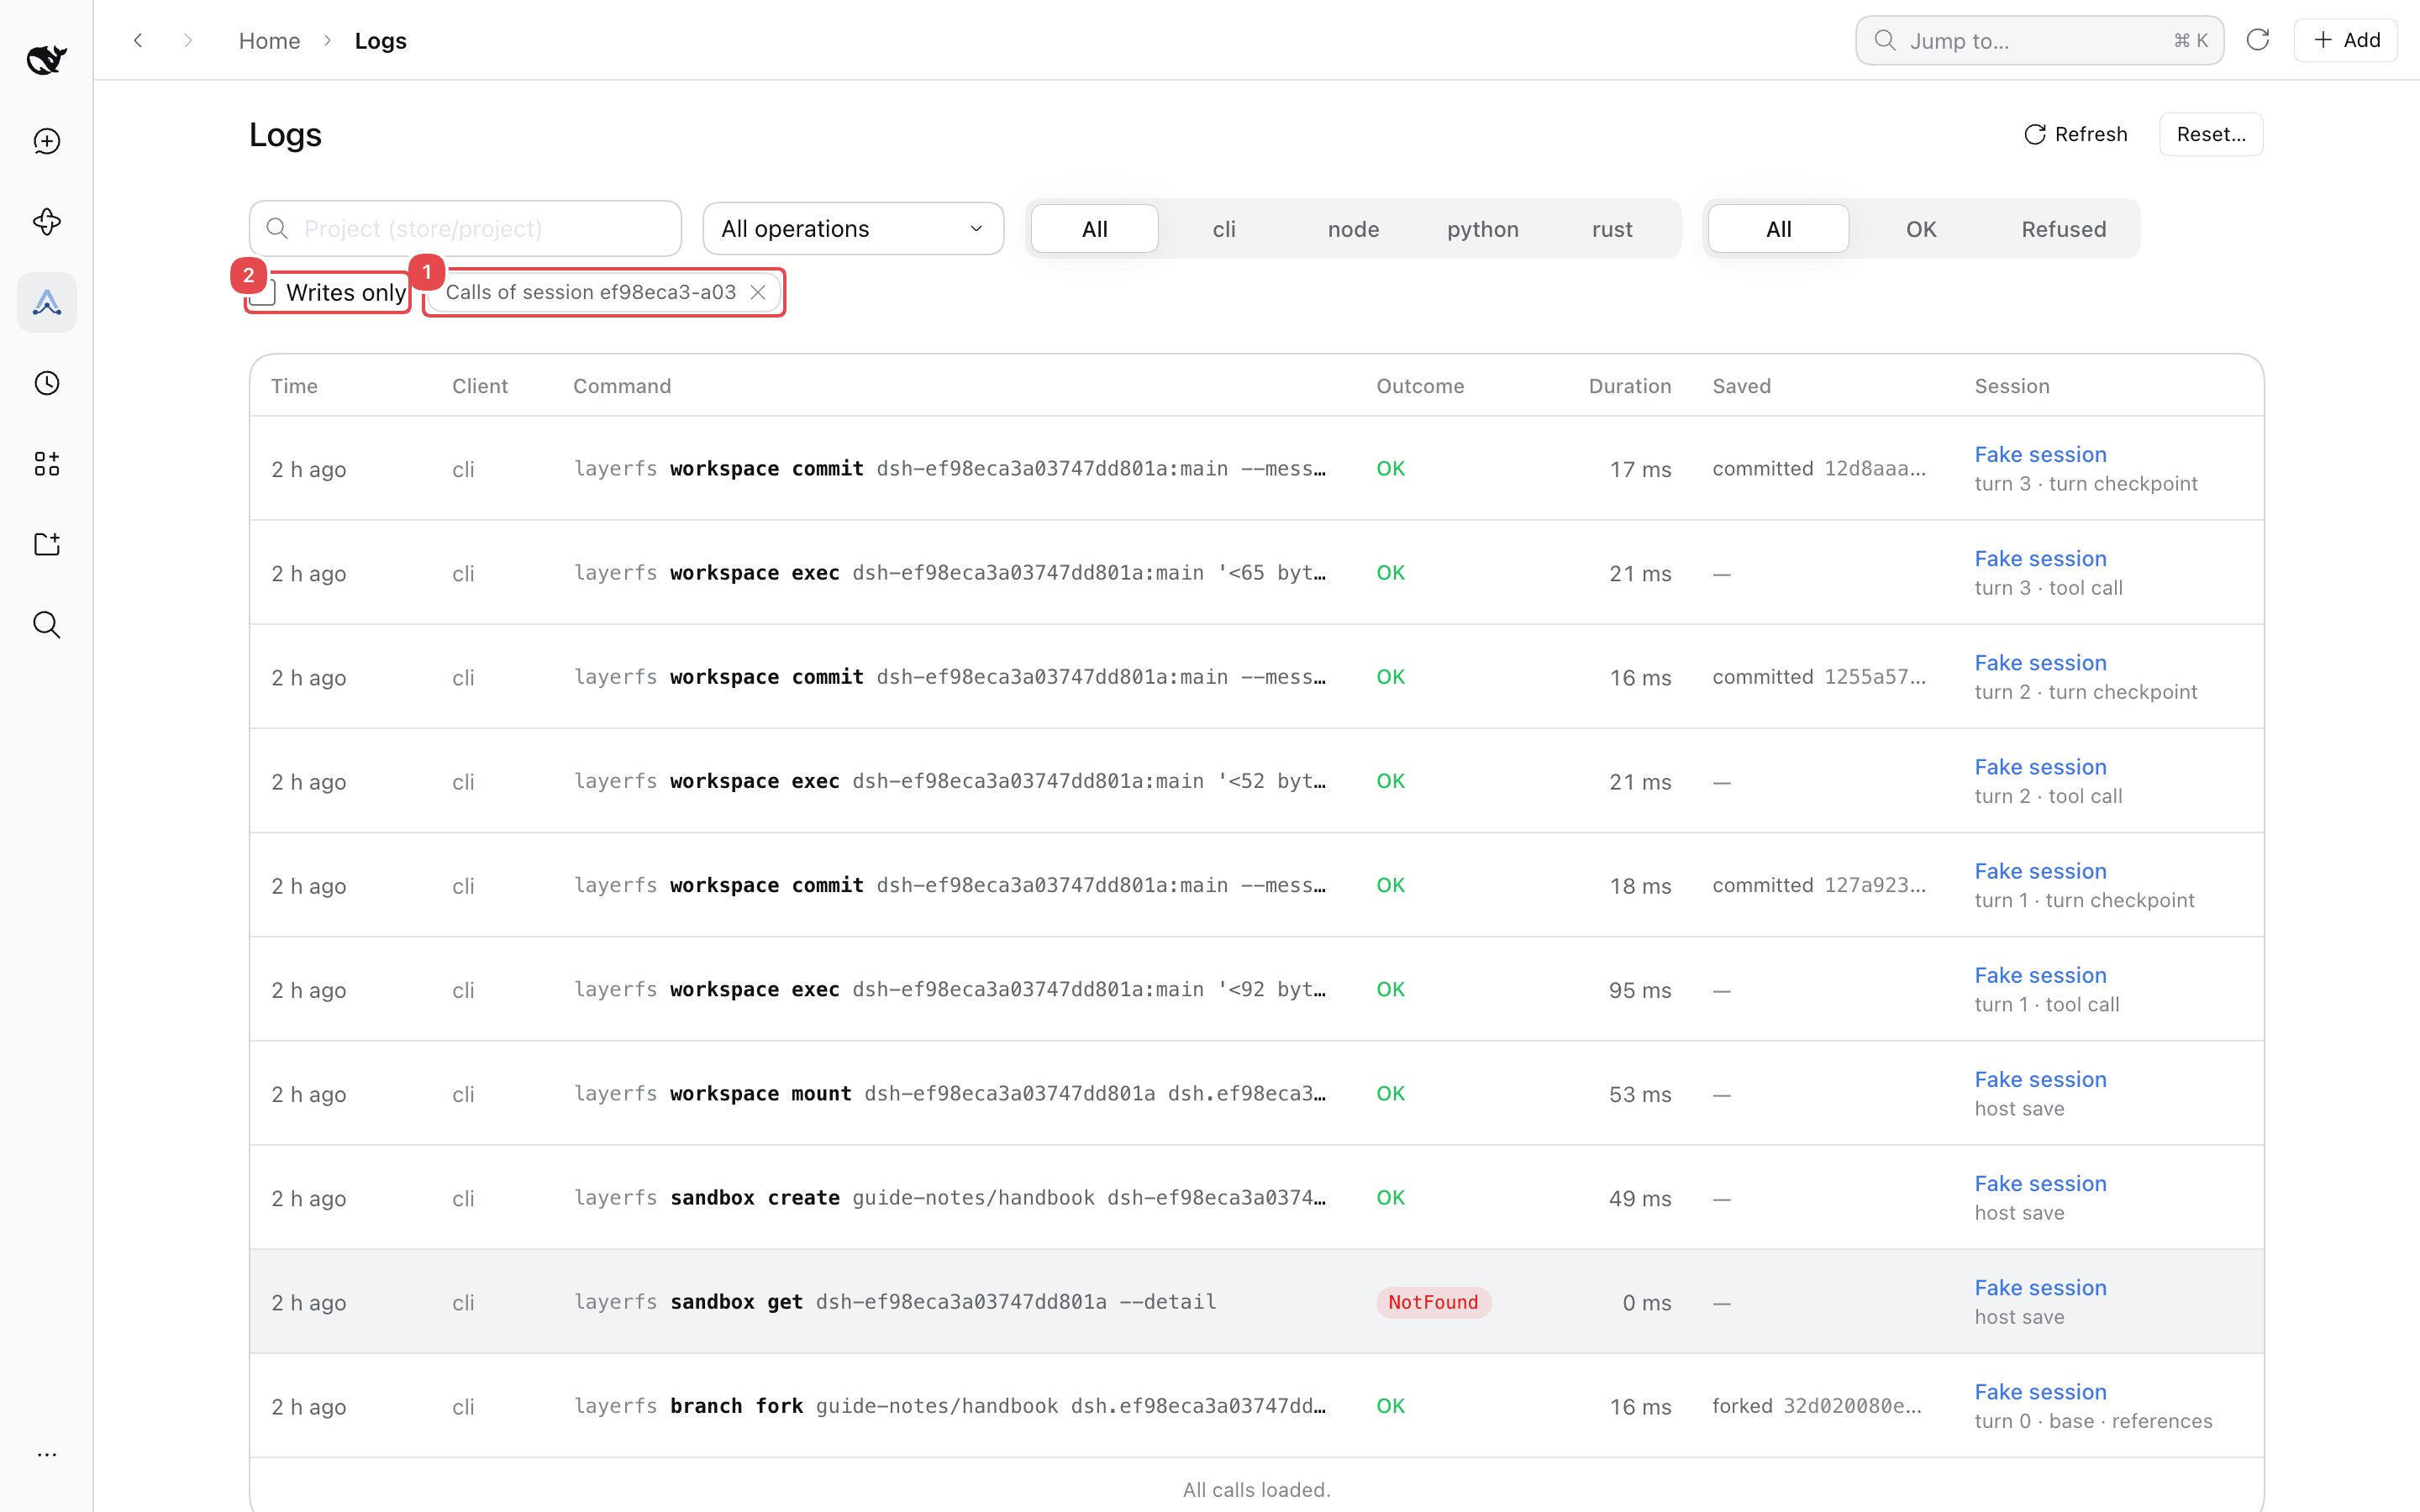 Home › Logs
Jump to... ⌘ K
+ Add
Logs
Refresh
Reset...
Project (store/project)
All operations
All cli node python rust
All OK Refused
2 Writes only
1 Calls of session ef98eca3-a03 ×
Time Client Command Outcome Duration Saved Session
2 h ago cli layerfs workspace commit dsh-ef98eca3a03747dd801a:main --mess… OK 17 ms committed 12d8aaa… Fake session
turn 3 · turn checkpoint
2 h ago cli layerfs workspace exec dsh-ef98eca3a03747dd801a:main '<65 byt… OK 21 ms — Fake session
turn 3 · tool call
2 h ago cli layerfs workspace commit dsh-ef98eca3a03747dd801a:main --mess… OK 16 ms committed 1255a57… Fake session
turn 2 · turn checkpoint
2 h ago cli layerfs workspace exec dsh-ef98eca3a03747dd801a:main '<52 byt… OK 21 ms — Fake session
turn 2 · tool call
2 h ago cli layerfs workspace commit dsh-ef98eca3a03747dd801a:main --mess… OK 18 ms committed 127a923… Fake session
turn 1 · turn checkpoint
2 h ago cli layerfs workspace exec dsh-ef98eca3a03747dd801a:main '<92 byt… OK 95 ms — Fake session
turn 1 · tool call
2 h ago cli layerfs workspace mount dsh-ef98eca3a03747dd801a dsh.ef98eca3… OK 53 ms — Fake session
host save
2 h ago cli layerfs sandbox create guide-notes/handbook dsh-ef98eca3a0374… OK 49 ms — Fake session
host save
2 h ago cli layerfs sandbox get dsh-ef98eca3a03747dd801a --detail NotFound 0 ms — Fake session
host save
2 h ago cli layerfs branch fork guide-notes/handbook dsh.ef98eca3a03747dd… OK 16 ms forked 32d020080e… Fake session
turn 0 · base · references
All calls loaded.